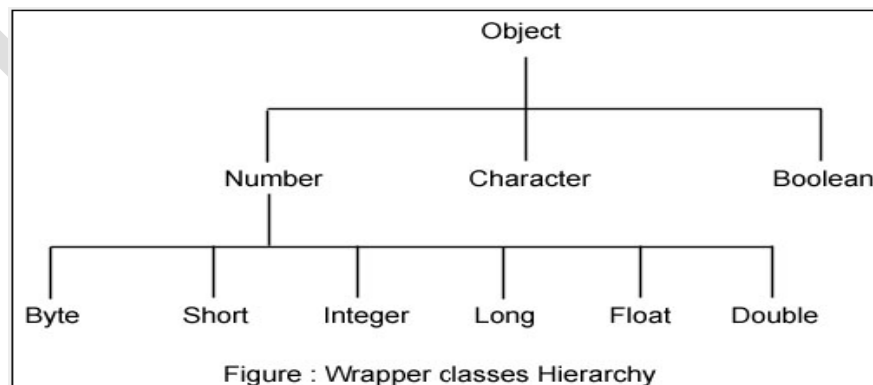 Object
Number Character Boolean
Byte Short Integer Long Float Double
Figure : Wrapper classes Hierarchy